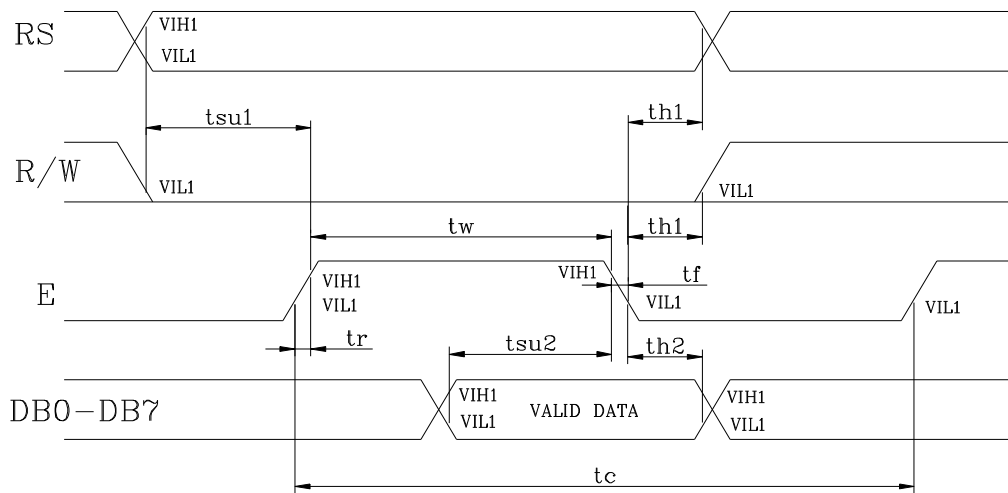 RS
VIH1
VIL1
tsu1
th1
R/W
VIL1
VIL1
tw
th1
E
VIH1
VIL1
VIH1
tf
VIL1
VIL1
tr
tsu2
th2
DB0-DB7
VIH1
VIL1
VALID DATA
VIH1
VIL1
tc